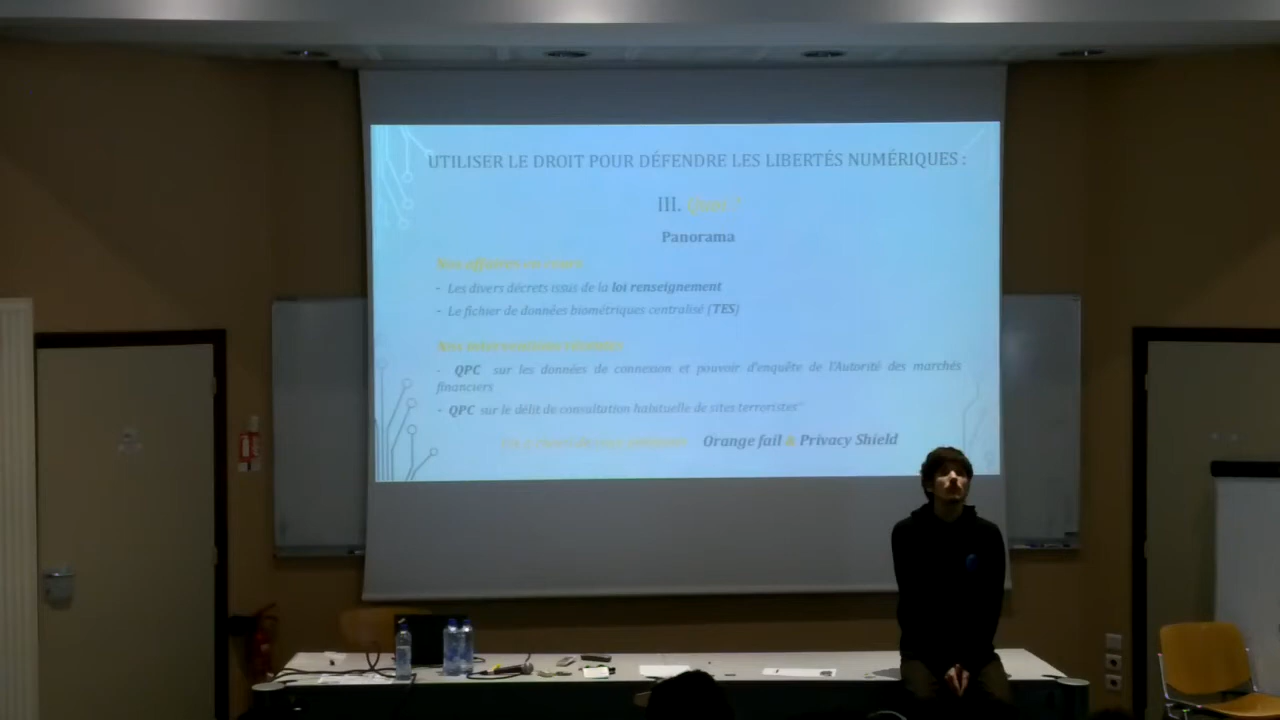 UTILISER LE DROIT POUR DÉFENDRE LES LIBERTÉS NUMÉRIQUES :
III. Quoi ?
Panorama
Nos affaires en cours
- Les divers décrets issus de la loi renseignement
- Le fichier de données biométriques centralisé (TES)
Nos interventions
- QPC sur les données de connexion et pouvoir d'enquête de l'Autorité des marchés
financiers
- QPC sur le délit de consultation habituelle de sites terroristes"
Orange fail & Privacy Shield